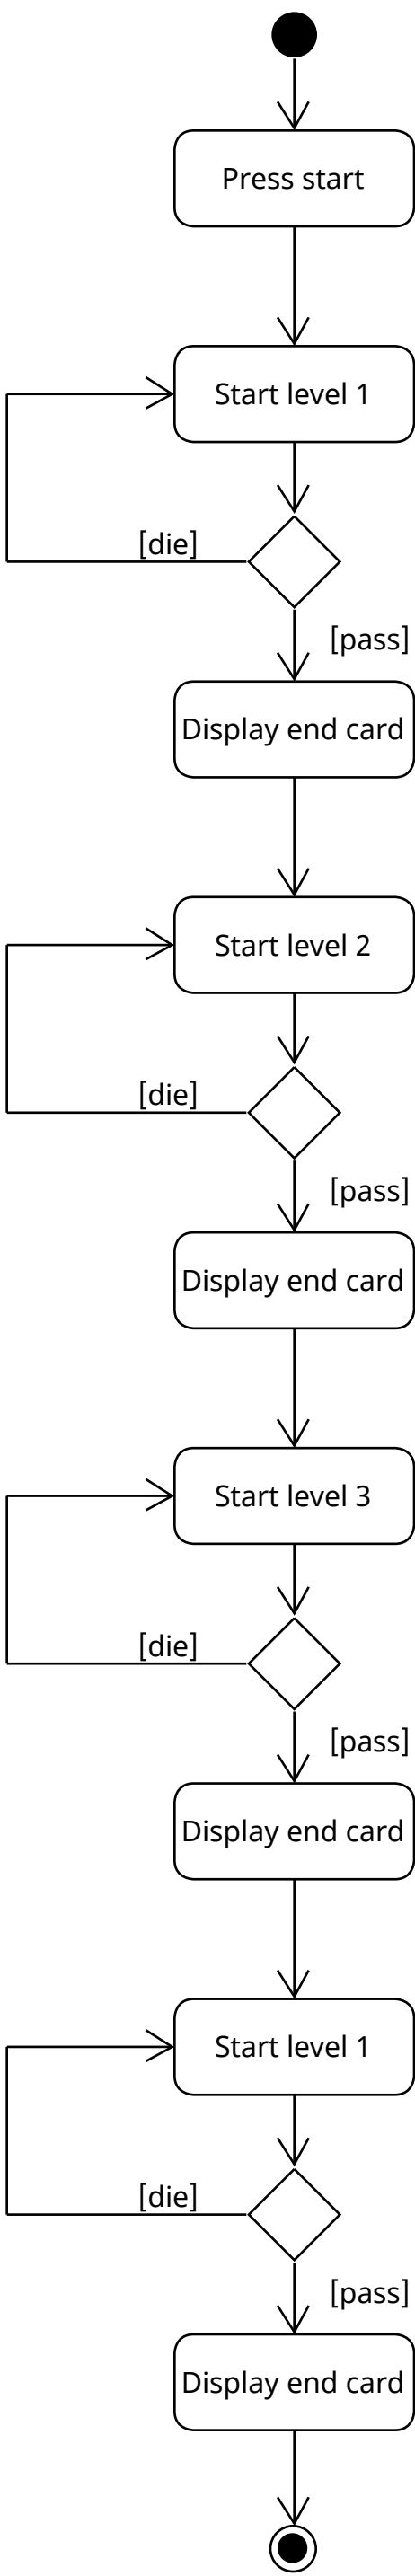 Press start
Start level 1
[die]
[pass]
Display end card
Start level 2
[die]
[pass]
Display end card
Start level 3
[die]
[pass]
Display end card
Start level 1
[die]
[pass]
Display end card